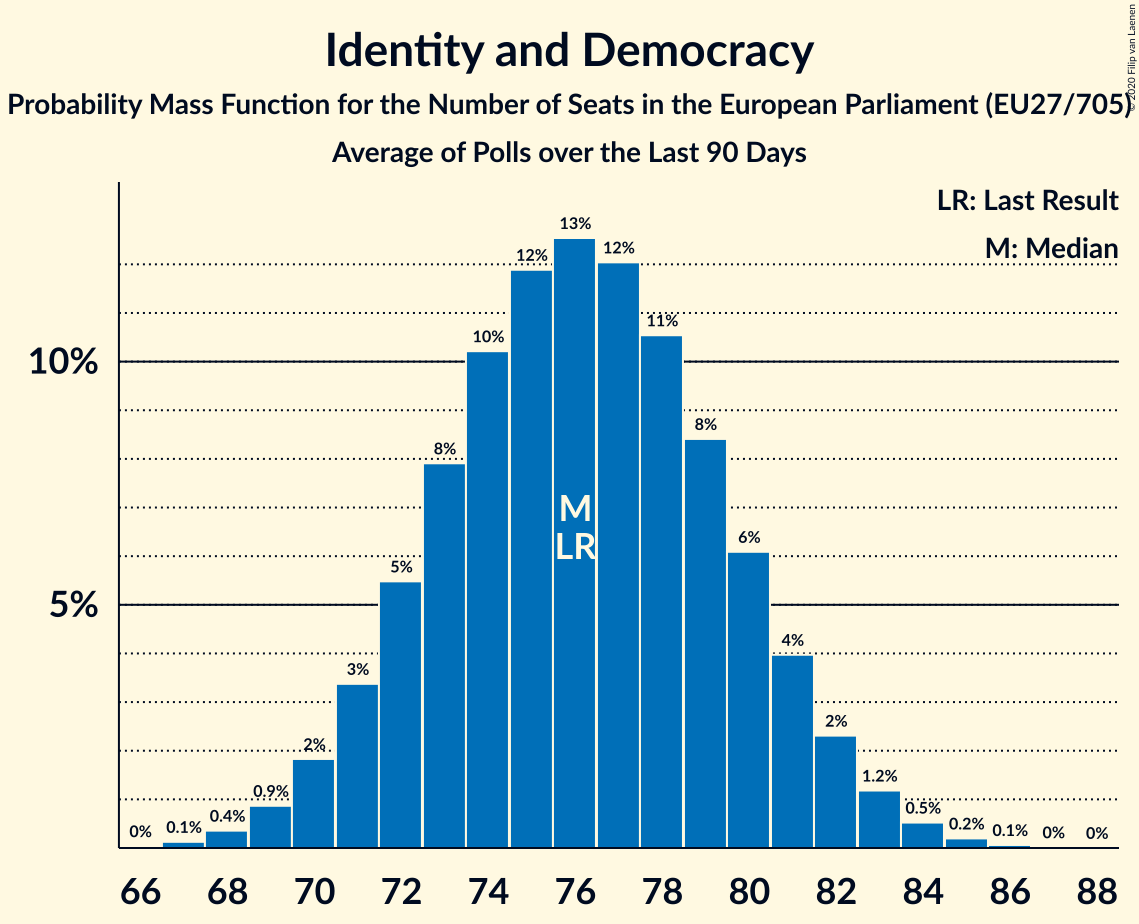 Identity and Democracy
Probability Mass Function for the Number of Seats in the European Parliament (EU27/705)
Average of Polls over the Last 90 Days
© 2020 Filip van Laenen
LR: Last Result
M: Median
10%
5%
0%
0.1%
0.4%
0.9%
2%
3%
5%
8%
10%
12%
13%
12%
11%
8%
6%
4%
2%
1.2%
0.5%
0.2%
0.1%
0%
0%
M
LR
66 68 70 72 74 76 78 80 82 84 86 88